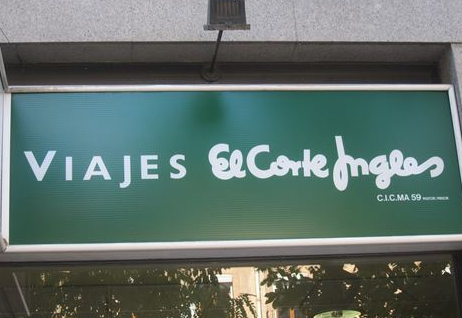 VIAJES El Corte Ingles
C.I.C.MA 59